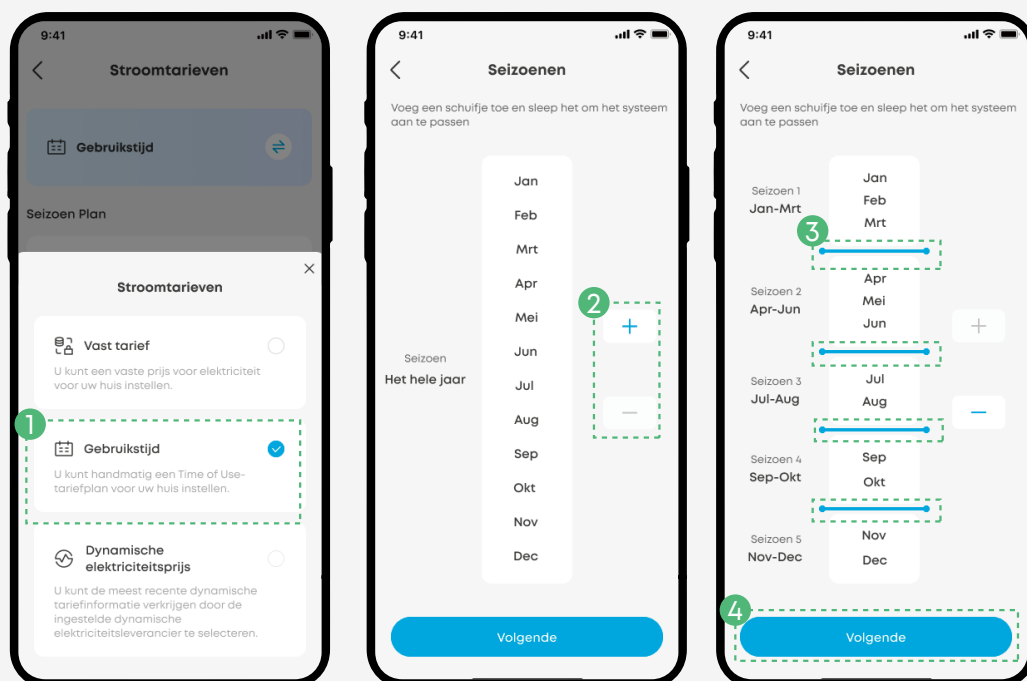 9:41
Stroomtarieven
Gebruikstijd
Seizoen Plan
Stroomtarieven
Vast tarief
U kunt een vaste prijs voor elektriciteit
voor uw huis instellen.
1
Gebruikstijd
U kunt handmatig een Time of Use-
tariefplan voor uw huis instellen.
Dynamische
elektriciteitsprijs
U kunt de meest recente dynamische
tariefinformatie verkrijgen door de
ingestelde dynamische
elektriciteitsleverancier te selecteren.
9:41
Seizoenen
Voeg een schuifje toe en sleep het om het systeem
aan te passen
Jan
Feb
Mrt
Apr
Mei
Jun
Jul
Aug
Sep
Okt
Nov
Dec
Seizoen
Het hele jaar
2
+
−
Volgende
9:41
Seizoenen
Voeg een schuifje toe en sleep het om het systeem
aan te passen
Seizoen 1
Jan-Mrt
Jan
Feb
Mrt
3
Seizoen 2
Apr-Jun
Apr
Mei
Jun
+
Seizoen 3
Jul-Aug
Jul
Aug
−
Seizoen 4
Sep-Okt
Sep
Okt
Seizoen 5
Nov-Dec
Nov
Dec
4
Volgende